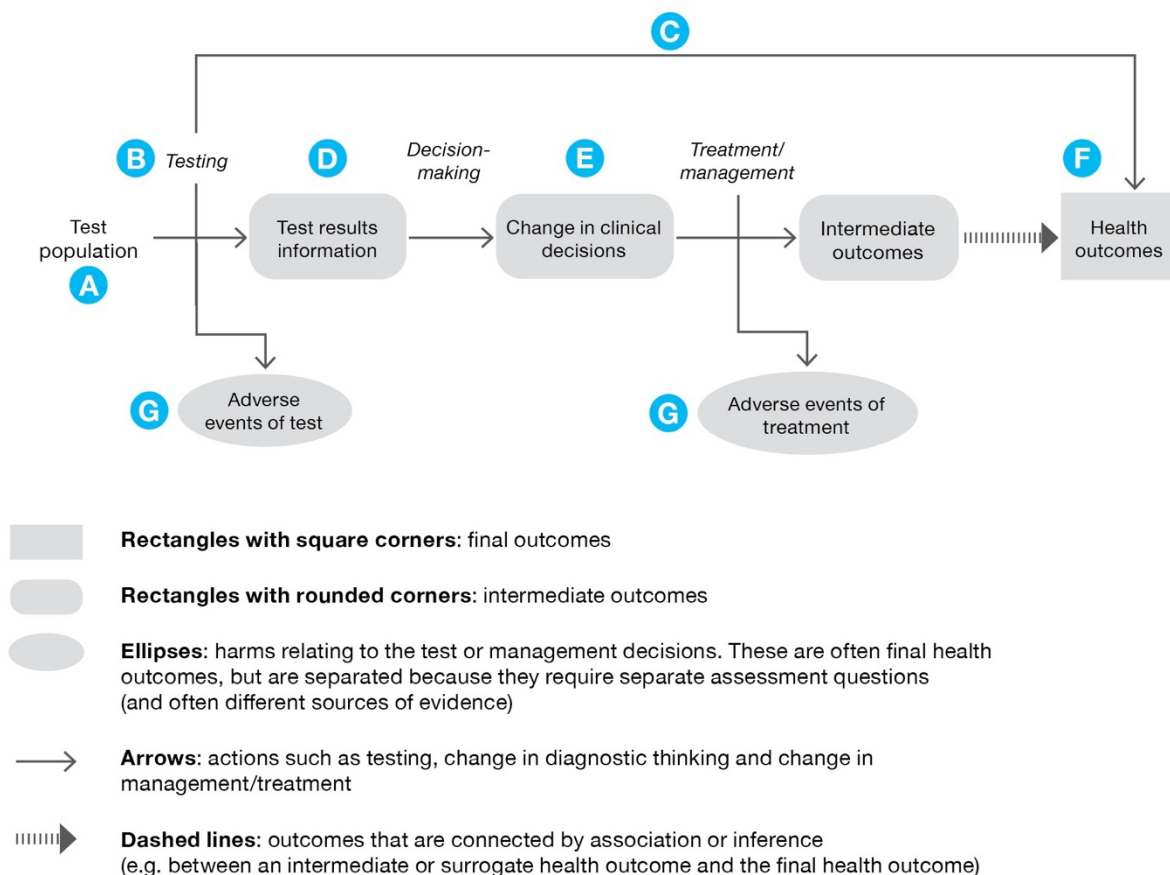 C
B
Testing
D
Decision-
making
E
Treatment/
management
F
Test
population
A
Test results
information
Change in clinical
decisions
Intermediate
outcomes
Health
outcomes
G
Adverse
events of test
G
Adverse events of
treatment
Rectangles with square corners: final outcomes
Rectangles with rounded corners: intermediate outcomes
Ellipses: harms relating to the test or management decisions. These are often final health
outcomes, but are separated because they require separate assessment questions
(and often different sources of evidence)
Arrows: actions such as testing, change in diagnostic thinking and change in
management/treatment
Dashed lines: outcomes that are connected by association or inference
(e.g. between an intermediate or surrogate health outcome and the final health outcome)